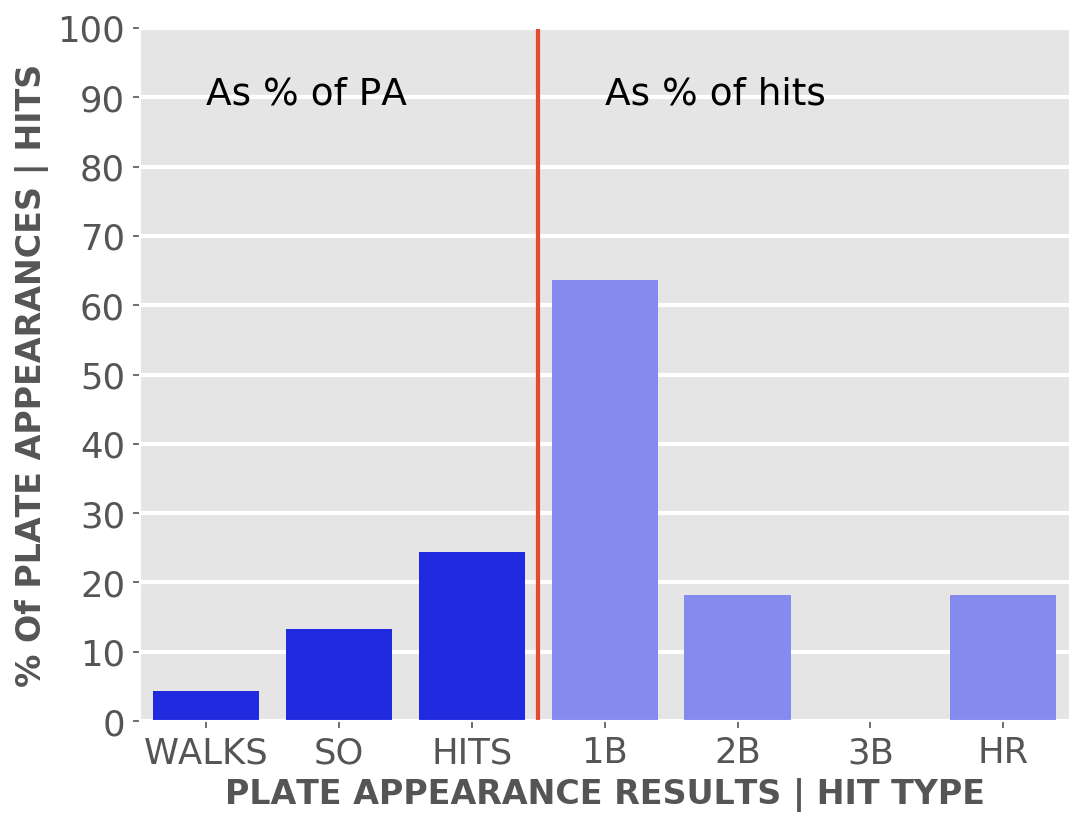 % Of PLATE APPEARANCES | HITS
100
90
80
70
60
50
40
30
20
10
0
As % of PA
As % of hits
WALKS SO HITS 1B 2B 3B HR
PLATE APPEARANCE RESULTS | HIT TYPE